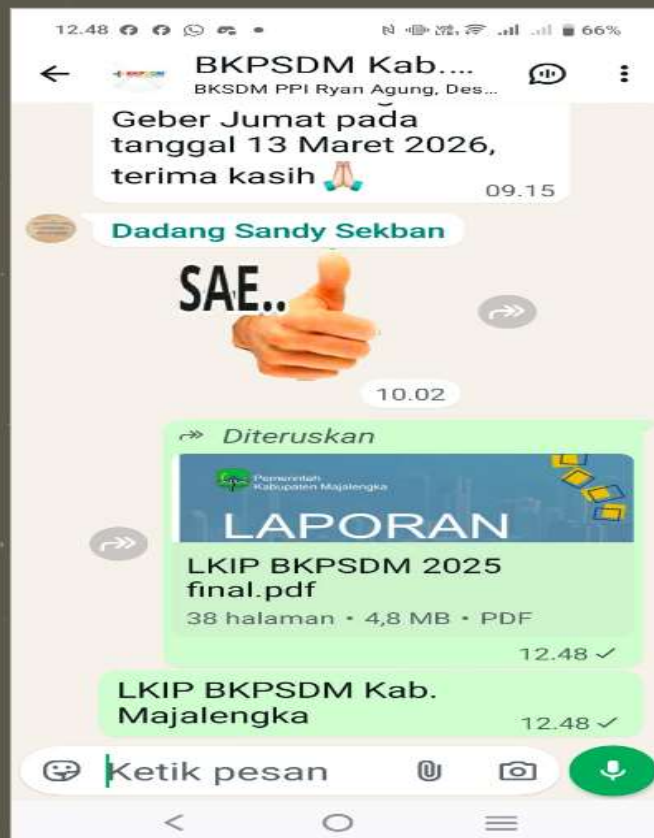 12.48
66%
BKPSDM Kab....
BKSDM PPI Ryan Agung, Des...
Geber Jumat pada
tanggal 13 Maret 2026,
terima kasih 🙏
09.15
Dadang Sandy Sekban
SAE..
10.02
Diteruskan
Pemerintah
Kabupaten Majalengka
LAPORAN
LKIP BKPSDM 2025
final.pdf
38 halaman • 4,8 MB • PDF
12.48
LKIP BKPSDM Kab.
Majalengka
12.48
Ketik pesan